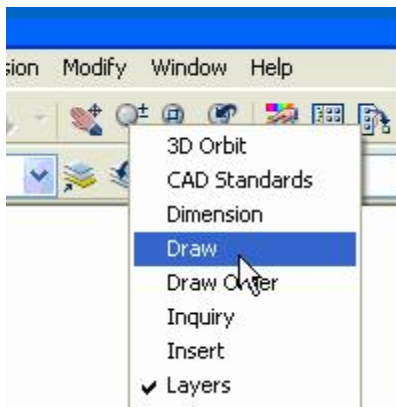 sion Modify Window Help
3D Orbit
CAD Standards
Dimension
Draw
Draw Order
Inquiry
Insert
Layers